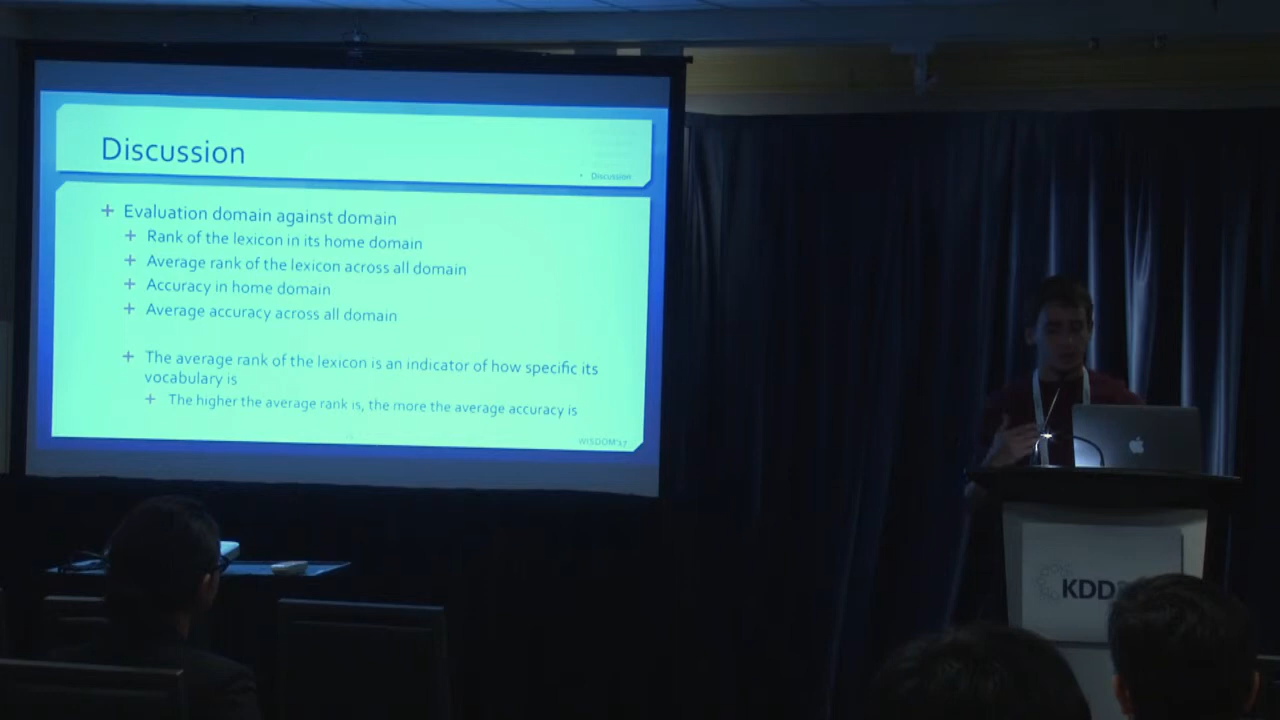 Discussion
• Discussion
+ Evaluation domain against domain
+ Rank of the lexicon in its home domain
+ Average rank of the lexicon across all domain
+ Accuracy in home domain
+ Average accuracy across all domain
+ The average rank of the lexicon is an indicator of how specific its
vocabulary is
+ The higher the average rank is, the more the average accuracy is
WISDOM'17
KDD